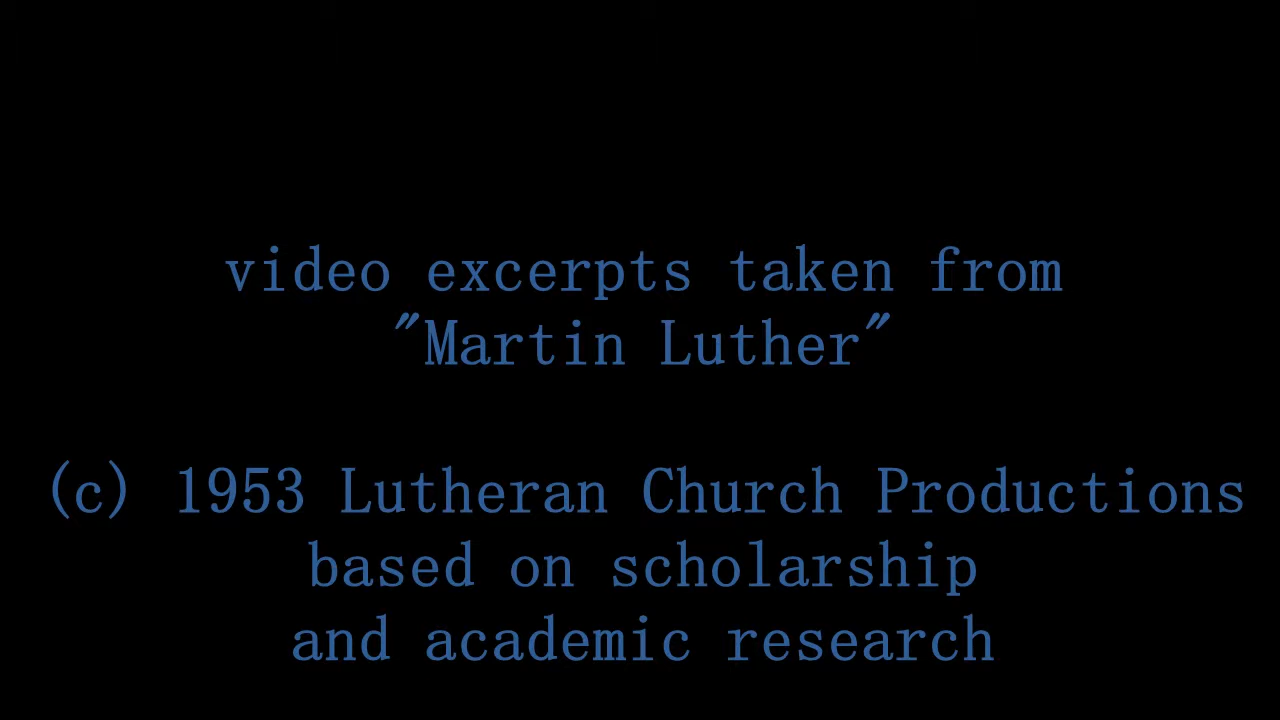 video excerpts taken from
"Martin Luther"
(c) 1953 Lutheran Church Productions
based on scholarship
and academic research